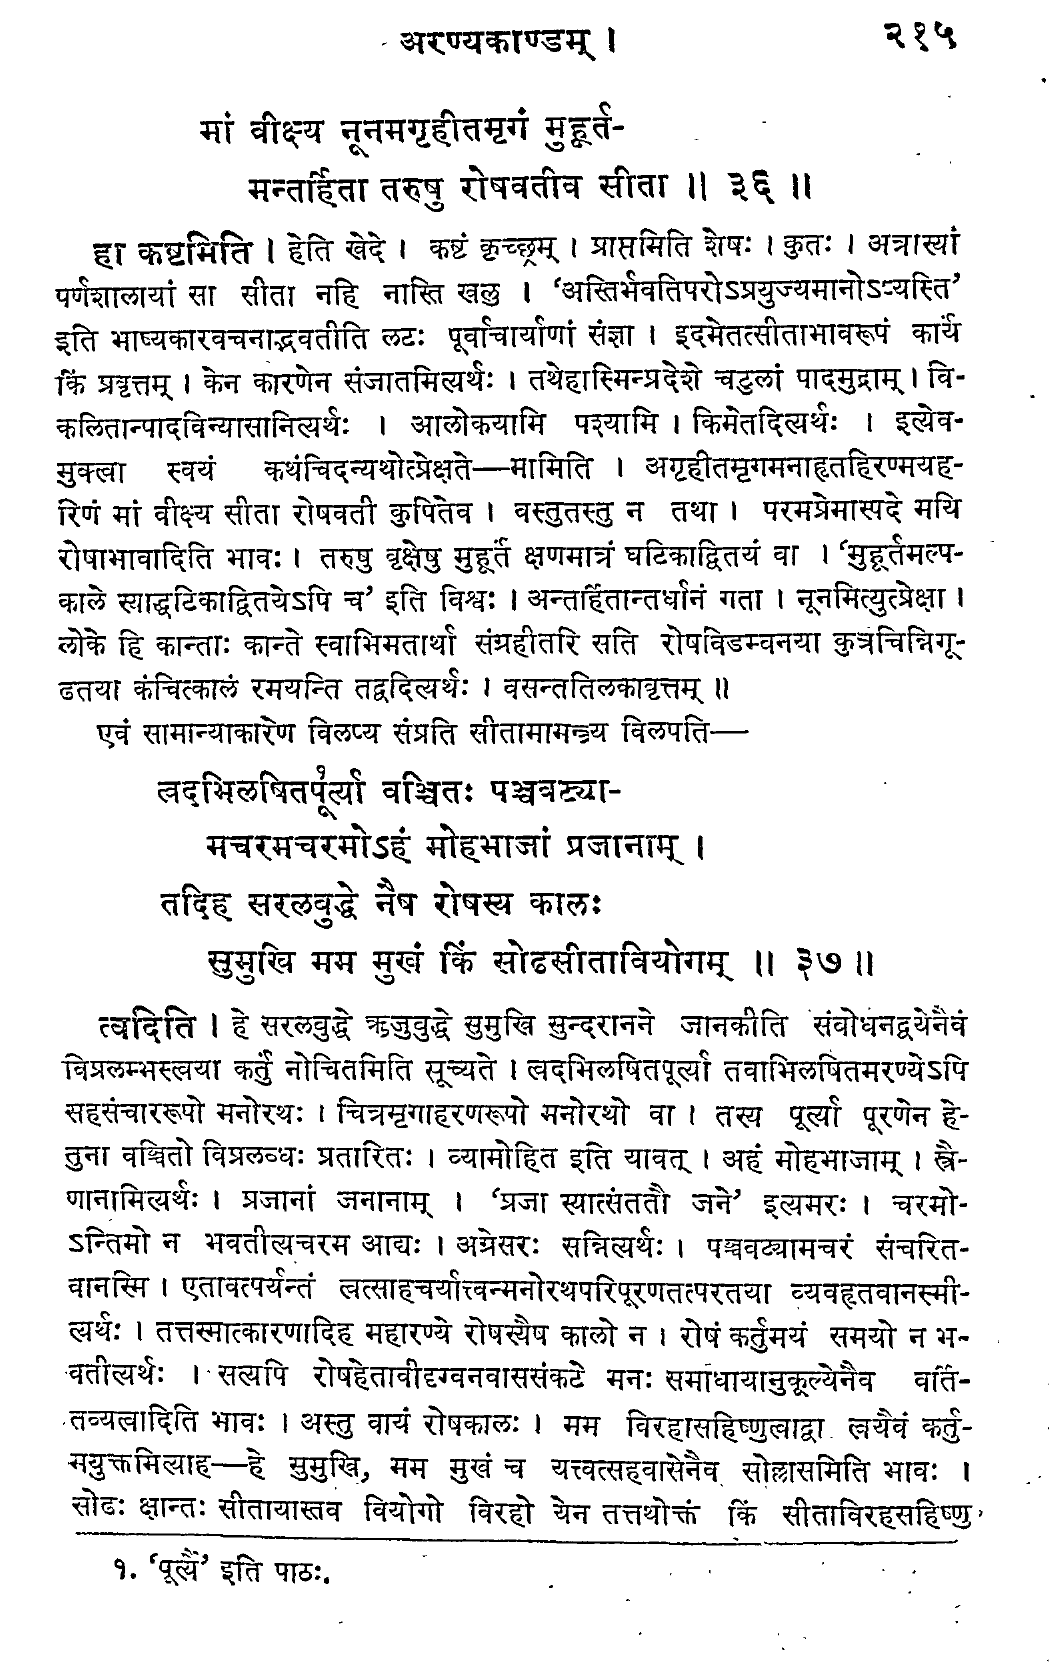 अरण्यकाण्डम् ।
२१५
मां वीक्ष्य नूनमगृहीतमृगं मुहूर्त-
मन्तर्हिता तरुषु रोषवतीव सीता ॥ ३६ ॥
हा कष्टमिति । हेति खेदे । कष्टं कृच्छ्रम् । प्राप्तमिति शेषः । कुतः । अत्रास्यां
पर्णशालायां सा सीता नहि नास्ति खलु । ‘अस्तिर्भवतिपरोऽप्रयुज्यमानोऽप्यस्ति’
इति भाष्यकारवचनाद्भवतीति लटः पूर्वाचार्याणां संज्ञा । इदमेतत्सीताभावरूपं कार्यं
किं प्रवृत्तम् । केन कारणेन संजातमित्यर्थः । तथेहास्मिन्प्रदेशे चटुलां पादमुद्राम् । वि-
कलितान्पादविन्यासानित्यर्थः । आलोकयामि पश्यामि । किमेतदित्यर्थः । इत्येव-
मुक्त्वा स्वयं कथंचिदन्यथोत्प्रेक्षते—मामिति । अगृहीतमृगमनाहृतहिरण्मयह-
रिणं मां वीक्ष्य सीता रोषवती कुपितेव । वस्तुतस्तु न तथा । परमप्रेमास्पदे मयि
रोषाभावादिति भावः । तरुषु वृक्षेषु मुहूर्तं क्षणमात्रं घटिकाद्वितयं वा । ‘मुहूर्तमल्प-
काले स्याद्घटिकाद्वितयेऽपि च’ इति विश्वः । अन्तर्हितान्तर्धानं गता । नूनमित्युत्प्रेक्षा ।
लोके हि कान्ताः कान्ते स्वाभिमतार्था संग्रहीतरि सति रोषविडम्वनया कुत्रचिन्निगू-
ढतया कंचित्कालं रमयन्ति तद्वदित्यर्थः । वसन्ततिलकावृत्तम् ॥
एवं सामान्याकारेण विलप्य संप्रति सीतामामन्त्र्य विलपति—
त्वदभिलषितपूर्त्या१ वञ्चितः पञ्चवट्या-
मचरमचरमोऽहं मोहभाजां प्रजानाम् ।
तदिह सरलबुद्धे नैष रोषस्य कालः
सुमुखि मम मुखं किं सोढसीतावियोगम् ॥ ३७ ॥
त्वदिति । हे सरलबुद्धे ऋजुबुद्धे सुमुखि सुन्दरानने जानकीति संवोधनद्वयेनैवं
विप्रलम्भस्त्वया कर्तुं नोचितमिति सूच्यते । त्वदभिलषितपूर्त्या तवाभिलषितमरण्येऽपि
सहसंचाररूपो मनोरथः । चित्रमृगाहरणरूपो मनोरथो वा । तस्य पूर्त्या पूरणेन हे-
तुना वञ्चितो विप्रलब्धः प्रतारितः । व्यामोहित इति यावत् । अहं मोहभाजाम् । स्त्रै-
णानामित्यर्थः । प्रजानां जनानाम् । ‘प्रजा स्यात्संततौ जने’ इत्यमरः । चरमो-
ऽन्तिमो न भवतीत्यचरम आद्यः । अग्रेसरः सन्नित्यर्थः । पञ्चवट्यामचरं संचरित-
वानस्मि । एतावत्पर्यन्तं त्वत्साहचर्यात्त्वन्मनोरथपरिपूरणतत्परतया व्यवहृतवानस्मी-
त्यर्थः । तत्तस्मात्कारणादिह महारण्ये रोषस्यैष कालो न । रोषं कर्तुमयं समयो न भ-
वतीत्यर्थः । सत्यपि रोषहेतावीदृग्वनवाससंकटे मनः समाधायानुकूल्येनैव वर्ति-
तव्यत्वादिति भावः । अस्तु वायं रोषकालः । मम विरहासहिष्णुत्वाद्वा त्वयैवं कर्तु-
मयुक्तमित्याह—हे सुमुखि, मम मुखं च यत्त्वत्सहवासेनैव सोल्लासमिति भावः ।
सोढः क्षान्तः सीतायास्तव वियोगो विरहो येन तत्तथोक्तं किं सीताविरहसहिष्णु
१. ‘पूर्त्यै’ इति पाठः.